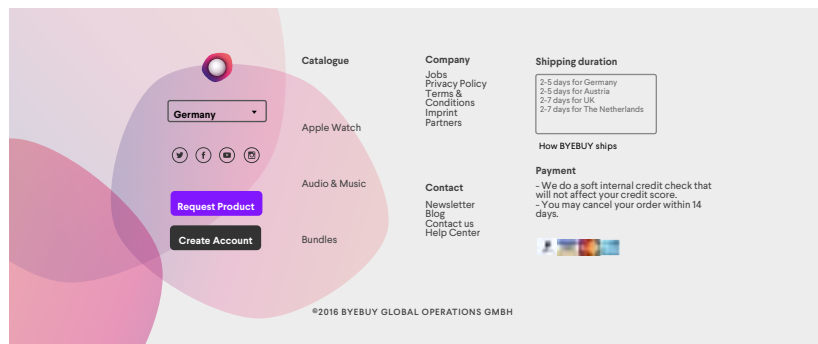 Germany
Request Product
Create Account
Catalogue
Apple Watch
Audio & Music
Bundles
Company
Jobs
Privacy Policy
Terms &
Conditions
Imprint
Partners
Contact
Newsletter
Blog
Contact us
Help Center
Shipping duration
2-5 days for Germany
2-5 days for Austria
2-7 days for UK
2-7 days for The Netherlands
How BYEBUY ships
Payment
- We do a soft internal credit check that
will not affect your credit score.
- You may cancel your order within 14
days.
©2016 BYEBUY GLOBAL OPERATIONS GMBH